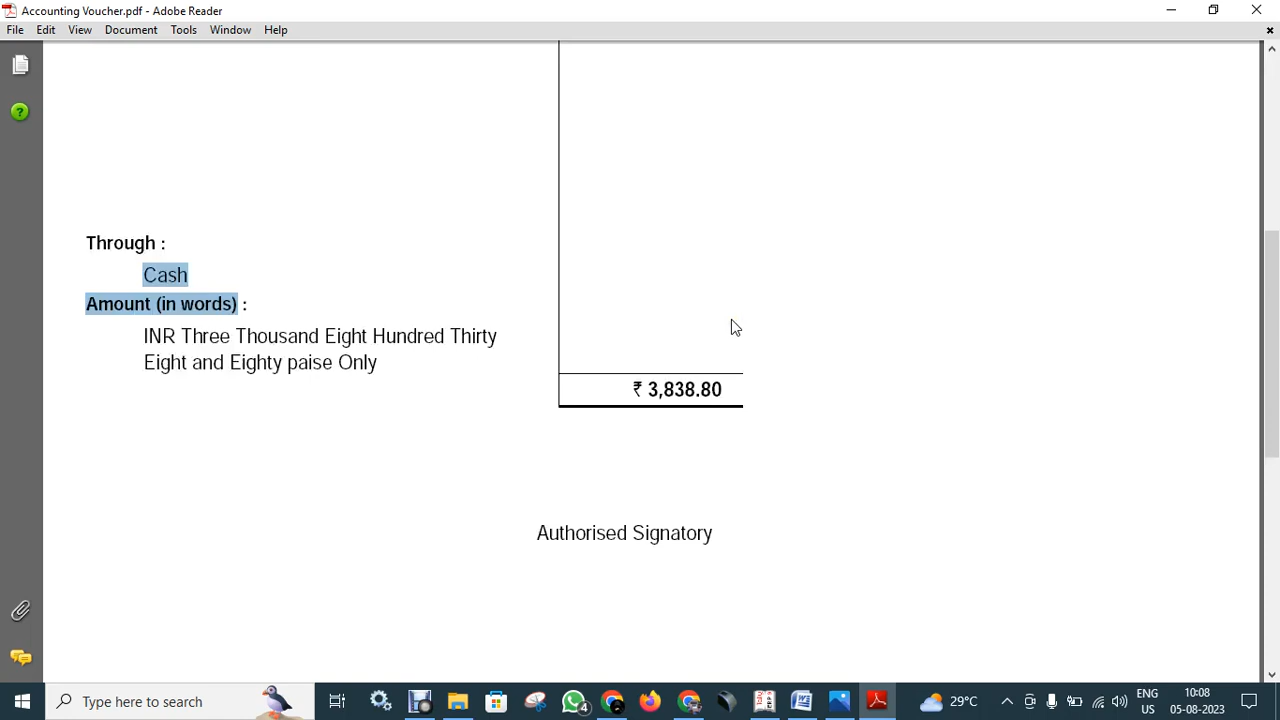 Accounting Voucher.pdf - Adobe Reader
File Edit View Document Tools Window Help
Through :
Cash
Amount (in words) :
INR Three Thousand Eight Hundred Thirty
Eight and Eighty paise Only
₹ 3,838.80
Authorised Signatory
Type here to search
4
29°C
ENG
US
10:08
05-08-2023